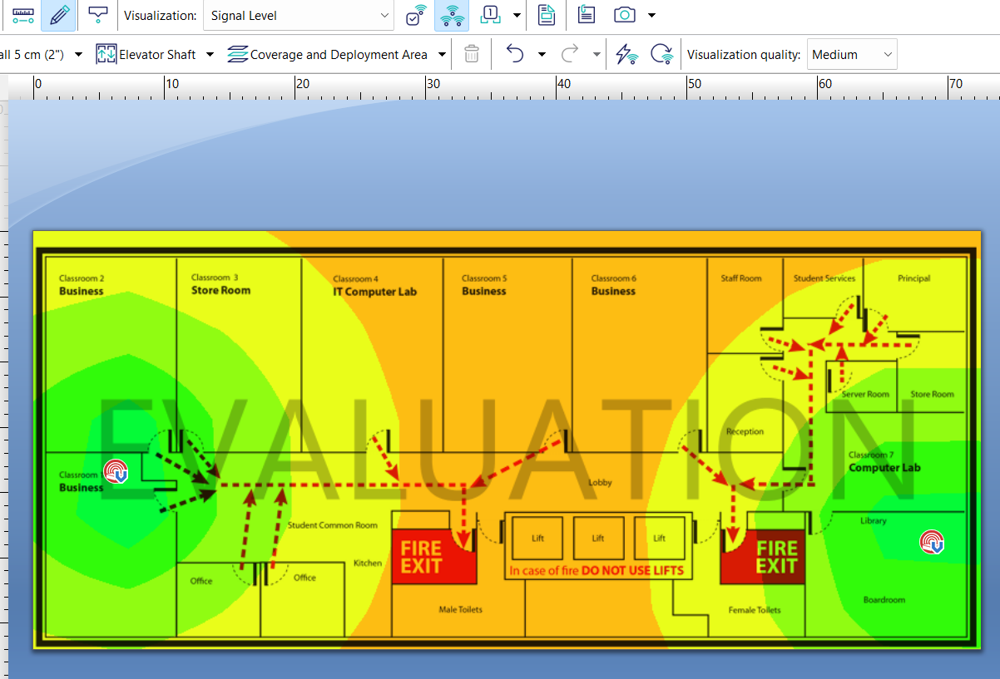 Visualization: Signal Level
1
all 5 cm (2") Elevator Shaft Coverage and Deployment Area Visualization quality: Medium
0 10 20 30 40 50 60 70
Classroom 2
Business
Classroom 3
Store Room
Classroom 4
IT Computer Lab
Classroom 5
Business
Classroom 6
Business
Staff Room
Student Services
Principal
Server Room
Store Room
EVALUATION
Reception
Classroom 7
Computer Lab
Classroom
Business
Lobby
Library
Student Common Room
Lift
Lift
Lift
FIRE
EXIT
FIRE
EXIT
Kitchen
In case of fire DO NOT USE LIFTS
Office
Office
Male Toilets
Female Toilets
Boardroom